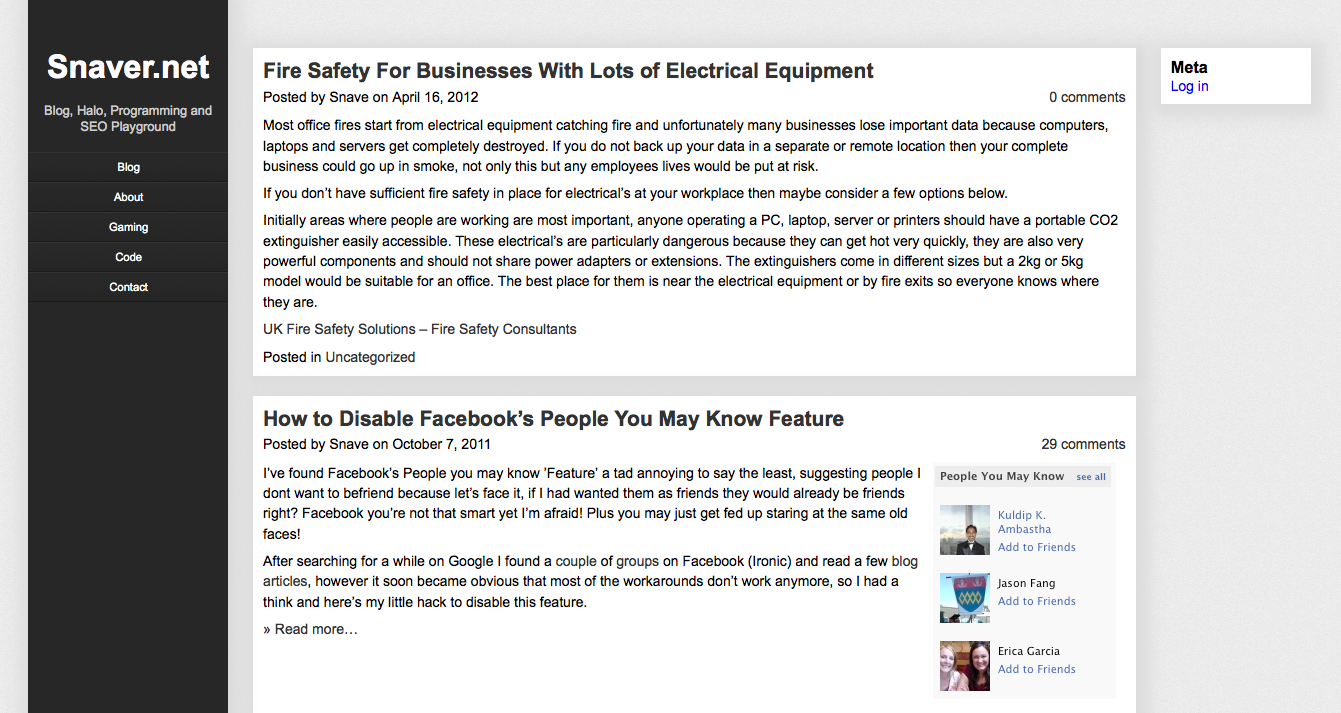 Snaver.net
Blog, Halo, Programming and
SEO Playground
Blog
About
Gaming
Code
Contact
Fire Safety For Businesses With Lots of Electrical Equipment
Posted by Snave on April 16, 2012 0 comments
Most office fires start from electrical equipment catching fire and unfortunately many businesses lose important data because computers,
laptops and servers get completely destroyed. If you do not back up your data in a separate or remote location then your complete
business could go up in smoke, not only this but any employees lives would be put at risk.
If you don’t have sufficient fire safety in place for electrical’s at your workplace then maybe consider a few options below.
Initially areas where people are working are most important, anyone operating a PC, laptop, server or printers should have a portable CO2
extinguisher easily accessible. These electrical’s are particularly dangerous because they can get hot very quickly, they are also very
powerful components and should not share power adapters or extensions. The extinguishers come in different sizes but a 2kg or 5kg
model would be suitable for an office. The best place for them is near the electrical equipment or by fire exits so everyone knows where
they are.
UK Fire Safety Solutions – Fire Safety Consultants
Posted in Uncategorized
How to Disable Facebook’s People You May Know Feature
Posted by Snave on October 7, 2011 29 comments
I’ve found Facebook’s People you may know ’Feature’ a tad annoying to say the least, suggesting people I
dont want to befriend because let’s face it, if I had wanted them as friends they would already be friends
right? Facebook you’re not that smart yet I’m afraid! Plus you may just get fed up staring at the same old
faces!
After searching for a while on Google I found a couple of groups on Facebook (Ironic) and read a few blog
articles, however it soon became obvious that most of the workarounds don’t work anymore, so I had a
think and here’s my little hack to disable this feature.
» Read more…
People You May Know see all
Kuldip K.
Ambastha
Add to Friends
Jason Fang
Add to Friends
Erica Garcia
Add to Friends
Meta
Log in